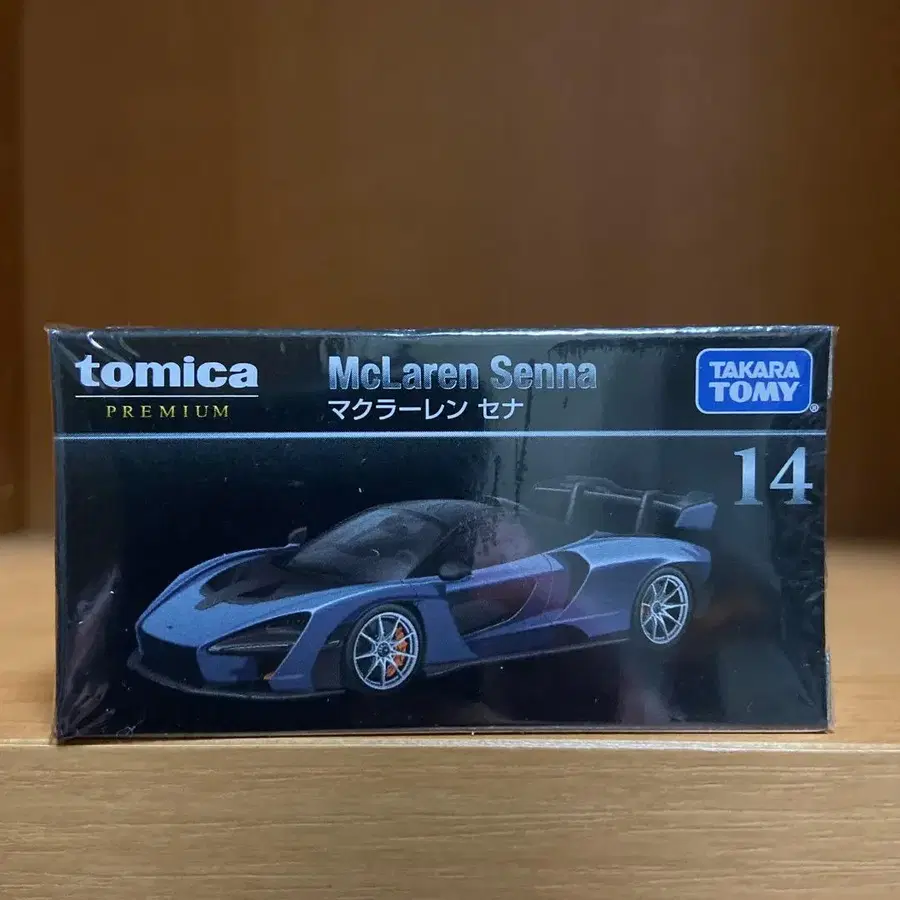 tomica
PREMIUM
McLaren Senna
マクラーレン セナ
TAKARA
TOMY®
14